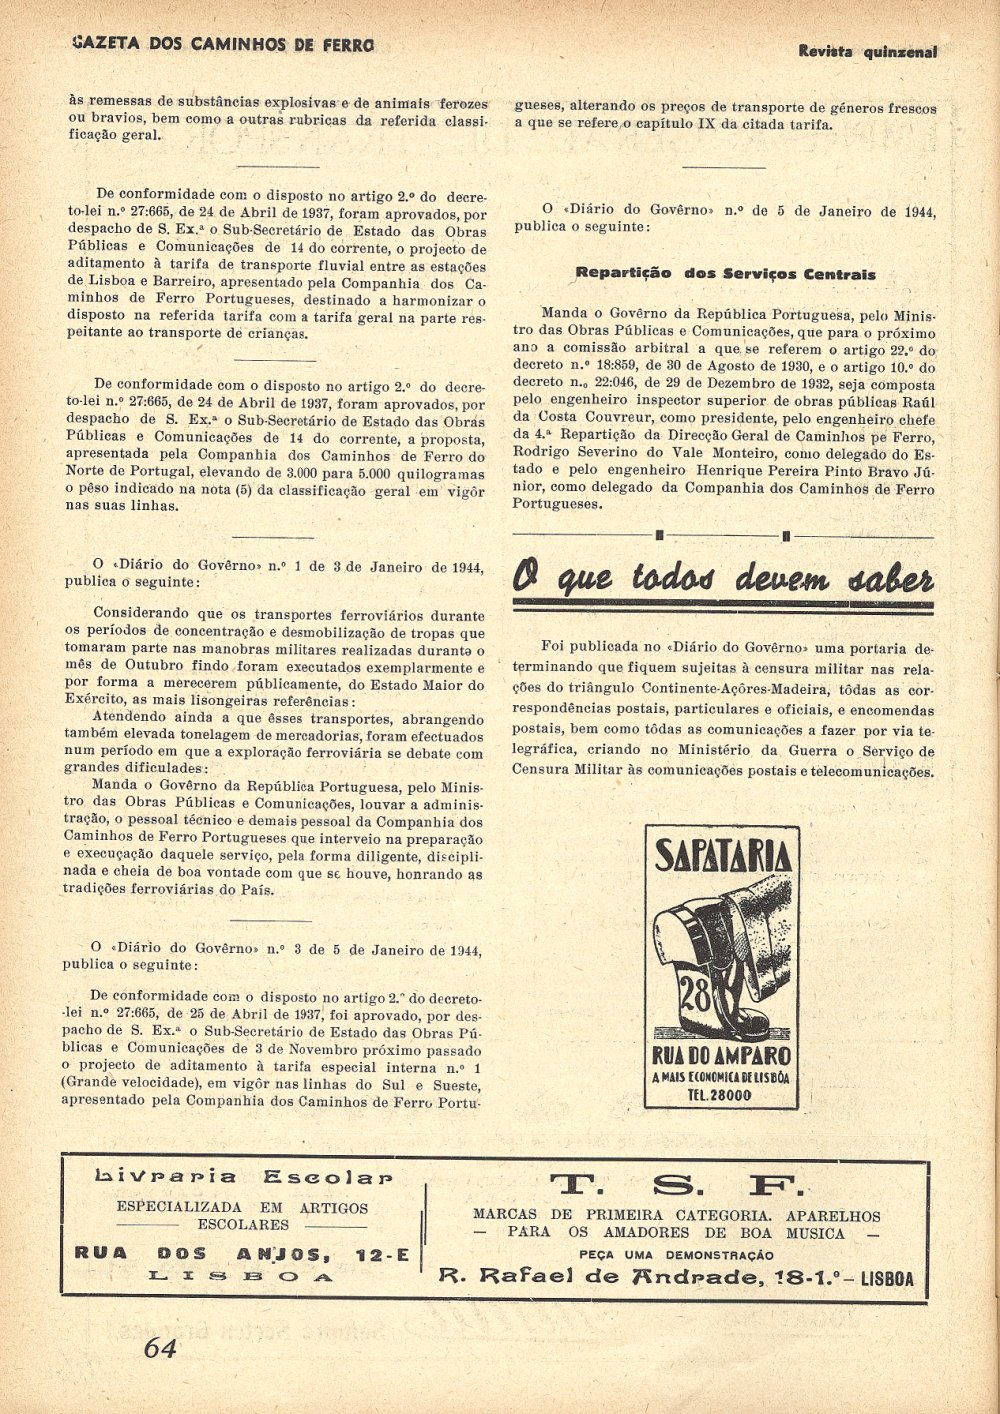 GAZETA DOS CAMINHOS DE FERRO
Revista quinzenal
às remessas de substâncias explosivas e de animais ferozes
ou bravios, bem como a outras rubricas da referida classi-
ficação geral.
De conformidade com o disposto no artigo 2.º do decre-
to-lei n.º 27:665, de 24 de Abril de 1937, foram aprovados, por
despacho de S. Ex.ª o Sub-Secretário de Estado das Obras
Públicas e Comunicações de 14 do corrente, o projecto de
aditamento à tarifa de transporte fluvial entre as estações
de Lisboa e Barreiro, apresentado pela Companhia dos Ca-
minhos de Ferro Portugueses, destinado a harmonizar o
disposto na referida tarifa com a tarifa geral na parte res-
peitante ao transporte de crianças.
De conformidade com o disposto no artigo 2.º do decre-
to-lei n.º 27:665, de 24 de Abril de 1937, foram aprovados, por
despacho de S. Ex.ª o Sub-Secretário de Estado das Obras
Públicas e Comunicações de 14 do corrente, a proposta,
apresentada pela Companhia dos Caminhos de Ferro do
Norte de Portugal, elevando de 3.000 para 5.000 quilogramas
o pêso indicado na nota (5) da classificação geral em vigôr
nas suas linhas.
O «Diário do Govêrno» n.º 1 de 3 de Janeiro de 1944,
publica o seguinte:
Considerando que os transportes ferroviários durante
os períodos de concentração e desmobilização de tropas que
tomaram parte nas manobras militares realizadas durante o
mês de Outubro findo foram executados exemplarmente e
por forma a merecerem públicamente, do Estado Maior do
Exército, as mais lisongeiras referências:
Atendendo ainda a que êsses transportes, abrangendo
também elevada tonelagem de mercadorias, foram efectuados
num período em que a exploração ferroviária se debate com
grandes dificulades:
Manda o Govêrno da República Portuguesa, pelo Minis-
tro das Obras Públicas e Comunicações, louvar a adminis-
tração, o pessoal técnico e demais pessoal da Companhia dos
Caminhos de Ferro Portugueses que interveio na preparação
e execuçação daquele serviço, pela forma diligente, discipli-
nada e cheia de boa vontade com que se houve, honrando as
tradições ferroviárias do País.
O «Diário do Govêrno» n.º 3 de 5 de Janeiro de 1944,
publica o seguinte:
De conformidade com o disposto no artigo 2.º do decreto-
-lei n.º 27:665, de 25 de Abril de 1937, foi aprovado, por des-
pacho de S. Ex.ª o Sub-Secretário de Estado das Obras Pú-
blicas e Comunicações de 3 de Novembro próximo passado
o projecto de aditamento à tarifa especial interna n.º 1
(Grande velocidade), em vigôr nas linhas do Sul e Sueste,
apresentado pela Companhia dos Caminhos de Ferro Portu-
gueses, alterando os preços de transporte de géneros frescos
a que se refere o capítulo IX da citada tarifa.
O «Diário do Govêrno» n.º de 5 de Janeiro de 1944,
publica o seguinte:
Repartição dos Serviços Centrais
Manda o Govêrno da República Portuguesa, pelo Minis-
tro das Obras Públicas e Comunicações, que para o próximo
ano a comissão arbitral a que se referem o artigo 22.º do
decreto n.º 18:859, de 30 de Agosto de 1930, e o artigo 10.º do
decreto n.º 22:046, de 29 de Dezembro de 1932, seja composta
pelo engenheiro inspector superior de obras públicas Raúl
da Costa Couvreur, como presidente, pelo engenheiro chefe
da 4.ª Repartição da Direcção Geral de Caminhos pe Ferro,
Rodrigo Severino do Vale Monteiro, como delegado do Es-
tado e pelo engenheiro Henrique Pereira Pinto Bravo Jú-
nior, como delegado da Companhia dos Caminhos de Ferro
Portugueses.
O que todos devem saber
Foi publicada no «Diário do Govêrno» uma portaria de-
terminando que fiquem sujeitas à censura militar nas rela-
ções do triângulo Continente-Açôres-Madeira, tôdas as cor-
respondências postais, particulares e oficiais, e encomendas
postais, bem como tôdas as comunicações a fazer por via te-
legráfica, criando no Ministério da Guerra o Serviço de
Censura Militar às comunicações postais e telecomunicações.
SAPATARIA
28
RUA DO AMPARO
A MAIS ECONOMICA DE LISBÔA
TEL. 28000
Livraria Escolar
ESPECIALIZADA EM ARTIGOS
ESCOLARES
RUA DOS ANJOS, 12-E
LISBOA
T. S. F.
MARCAS DE PRIMEIRA CATEGORIA. APARELHOS
— PARA OS AMADORES DE BOA MUSICA —
PEÇA UMA DEMONSTRAÇÃO
R. Rafael de Andrade, 18-1.º – LISBOA
64